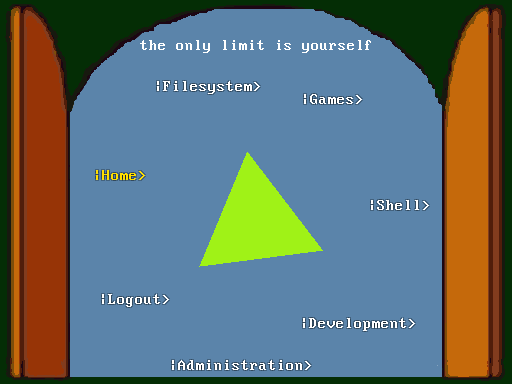 the only limit is yourself
|Filesystem>
|Games>
|Home>
|Shell>
|Logout>
|Development>
|Administration>